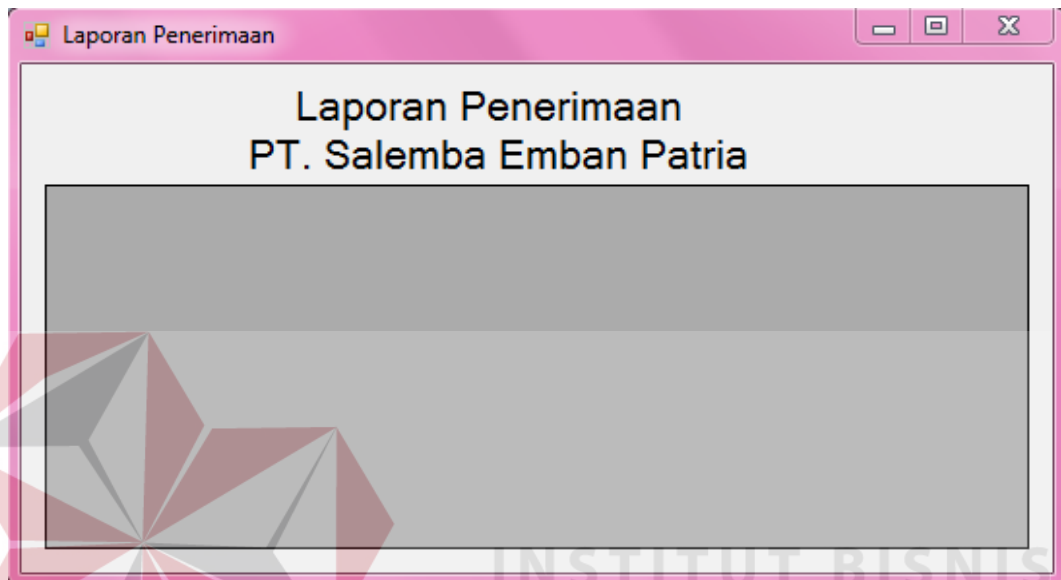 Laporan Penerimaan
Laporan Penerimaan
PT. Salemba Emban Patria
INSTITUT BISNIS